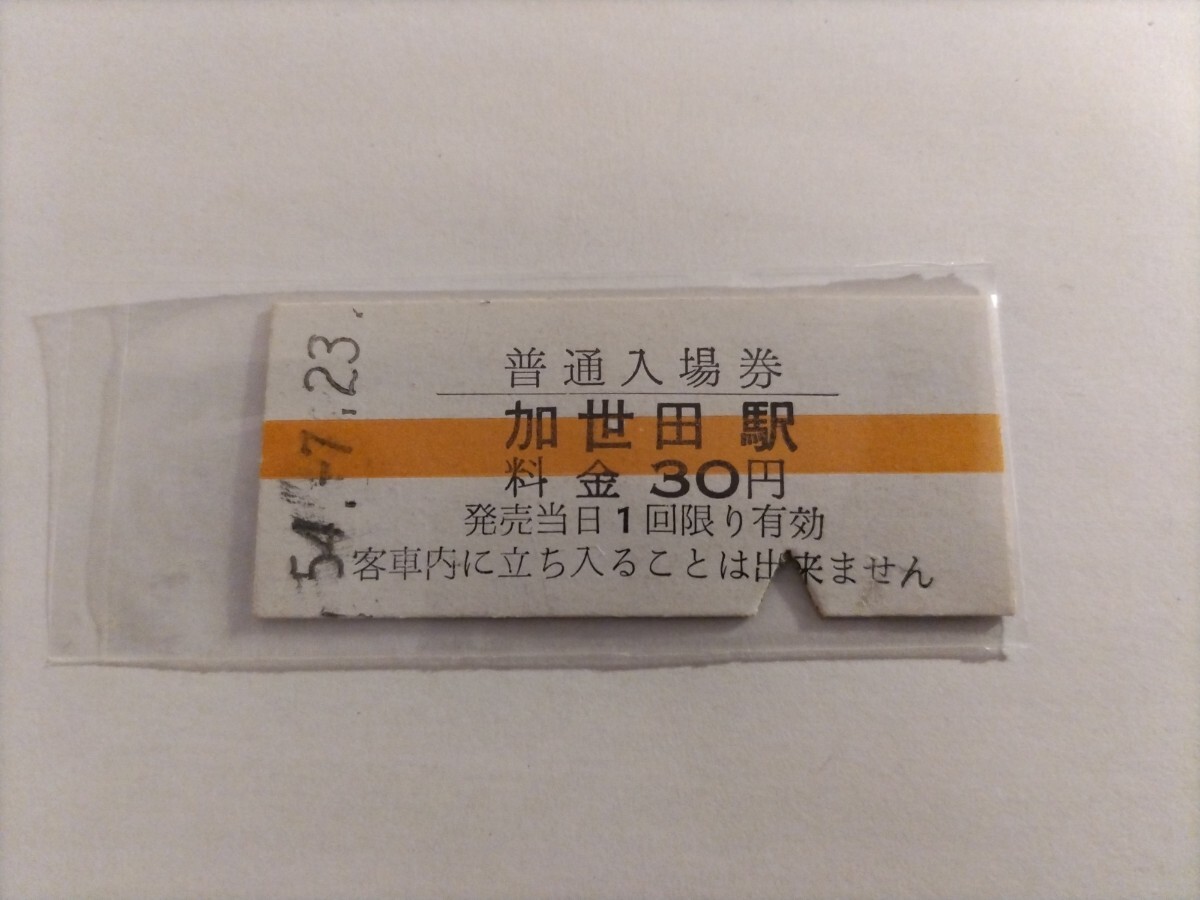 54.-7.23
普通入場券
加世田駅
料金 30円
発売当日1回限り有効
客車内に立ち入ることは出来ません